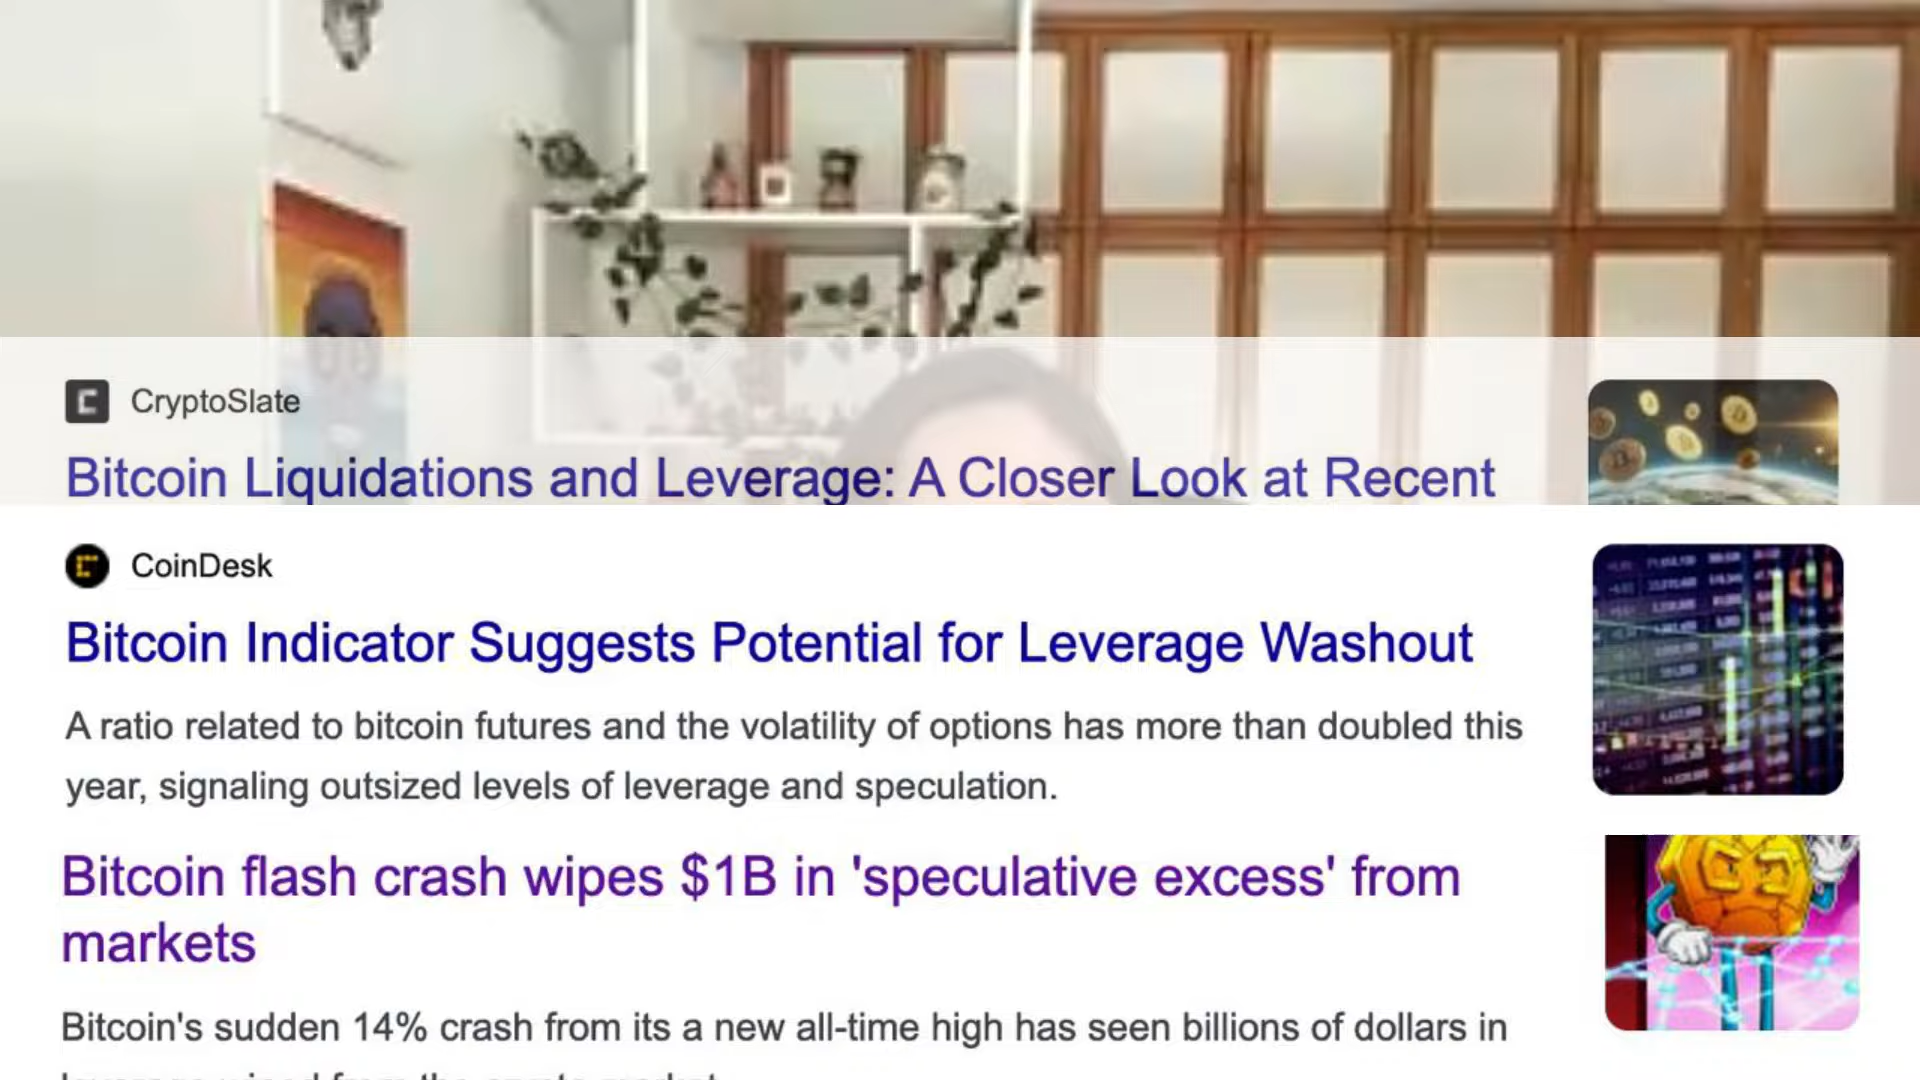 CryptoSlate
Bitcoin Liquidations and Leverage: A Closer Look at Recent
CoinDesk
Bitcoin Indicator Suggests Potential for Leverage Washout
A ratio related to bitcoin futures and the volatility of options has more than doubled this
year, signaling outsized levels of leverage and speculation.
Bitcoin flash crash wipes $1B in 'speculative excess' from
markets
Bitcoin's sudden 14% crash from its a new all-time high has seen billions of dollars in